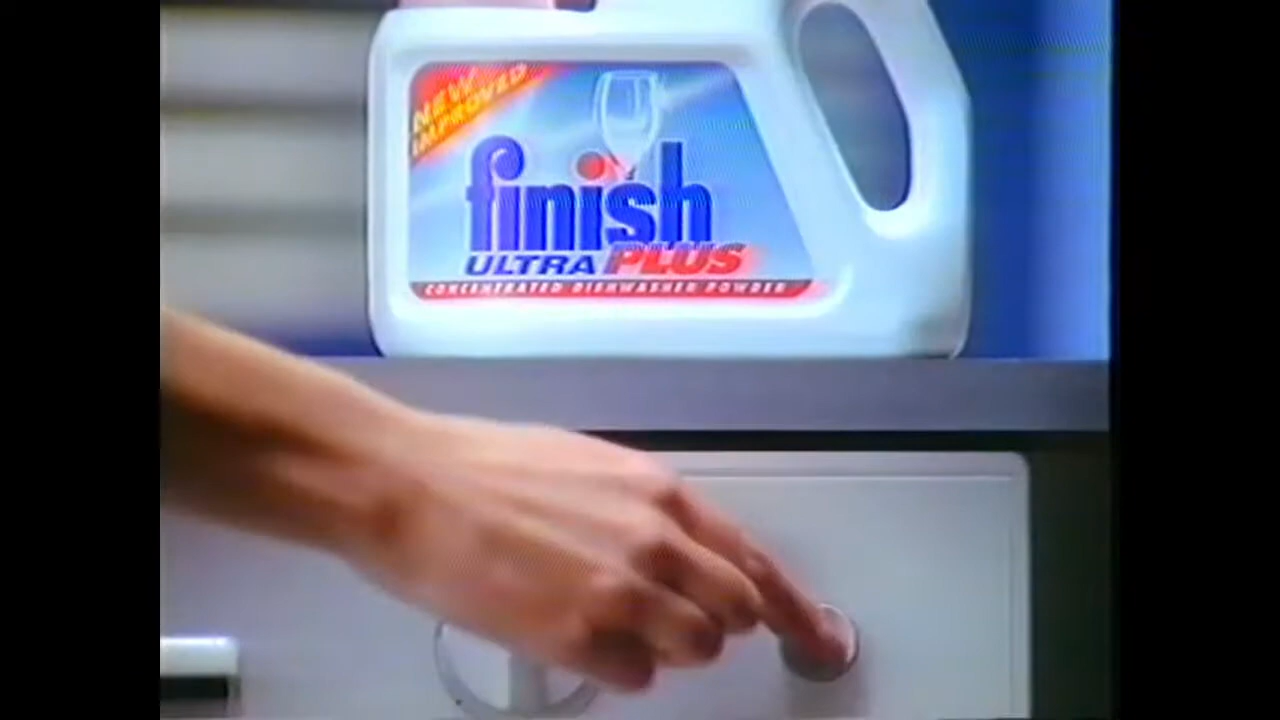 NEW
IMPROVED
finish
ULTRA PLUS
CONCENTRATED DISHWASHER POWDER